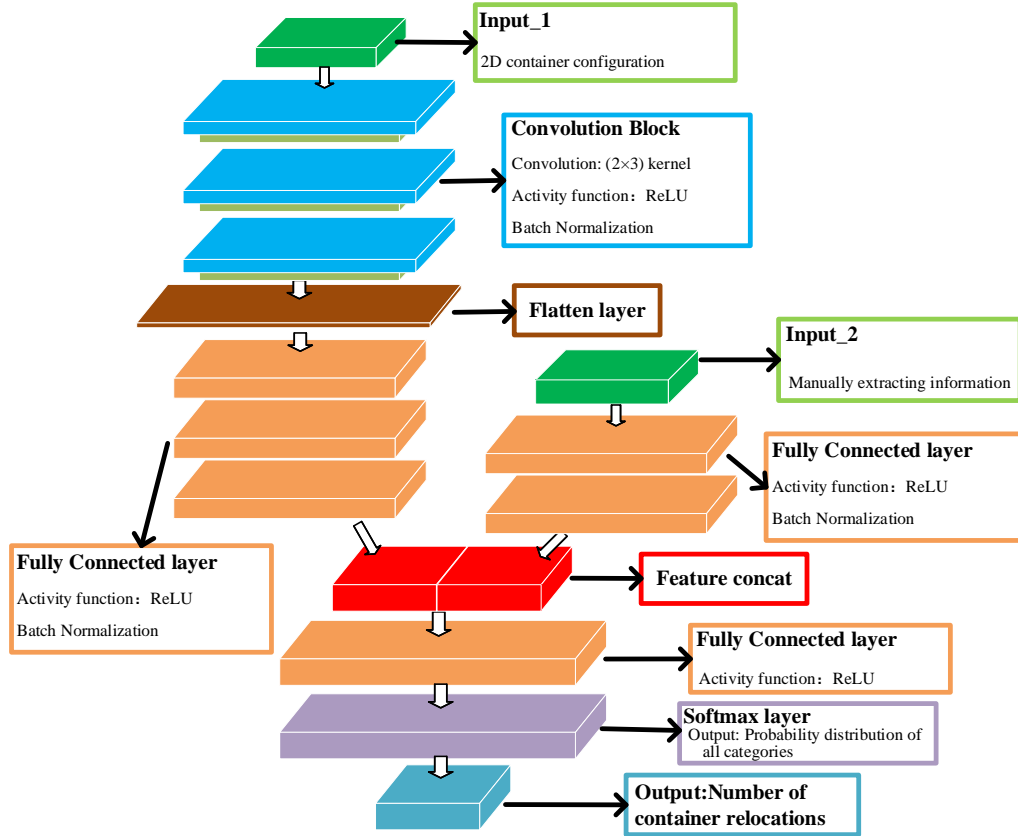 Input_1
2D container configuration
Convolution Block
Convolution: (2×3) kernel
Activity function：ReLU
Batch Normalization
Flatten layer
Input_2
Manually extracting information
Fully Connected layer
Activity function：ReLU
Batch Normalization
Fully Connected layer
Activity function：ReLU
Batch Normalization
Feature concat
Fully Connected layer
Activity function：ReLU
Softmax layer
Output: Probability distribution of
all categories
Output:Number of
container relocations